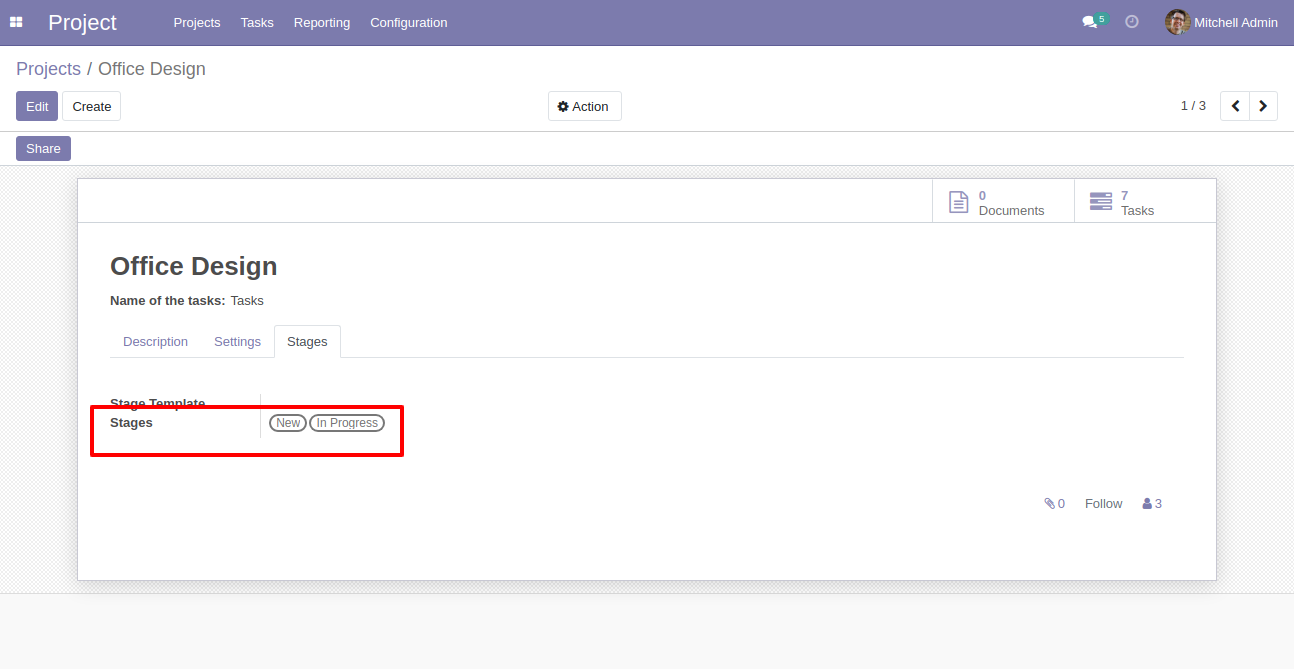 Project Projects Tasks Reporting Configuration 5 Mitchell Admin
Projects / Office Design
Edit Create Action 1 / 3
Share
0 Documents
7 Tasks
Office Design
Name of the tasks: Tasks
Description Settings Stages
Stage Template
Stages New In Progress
0 Follow 3